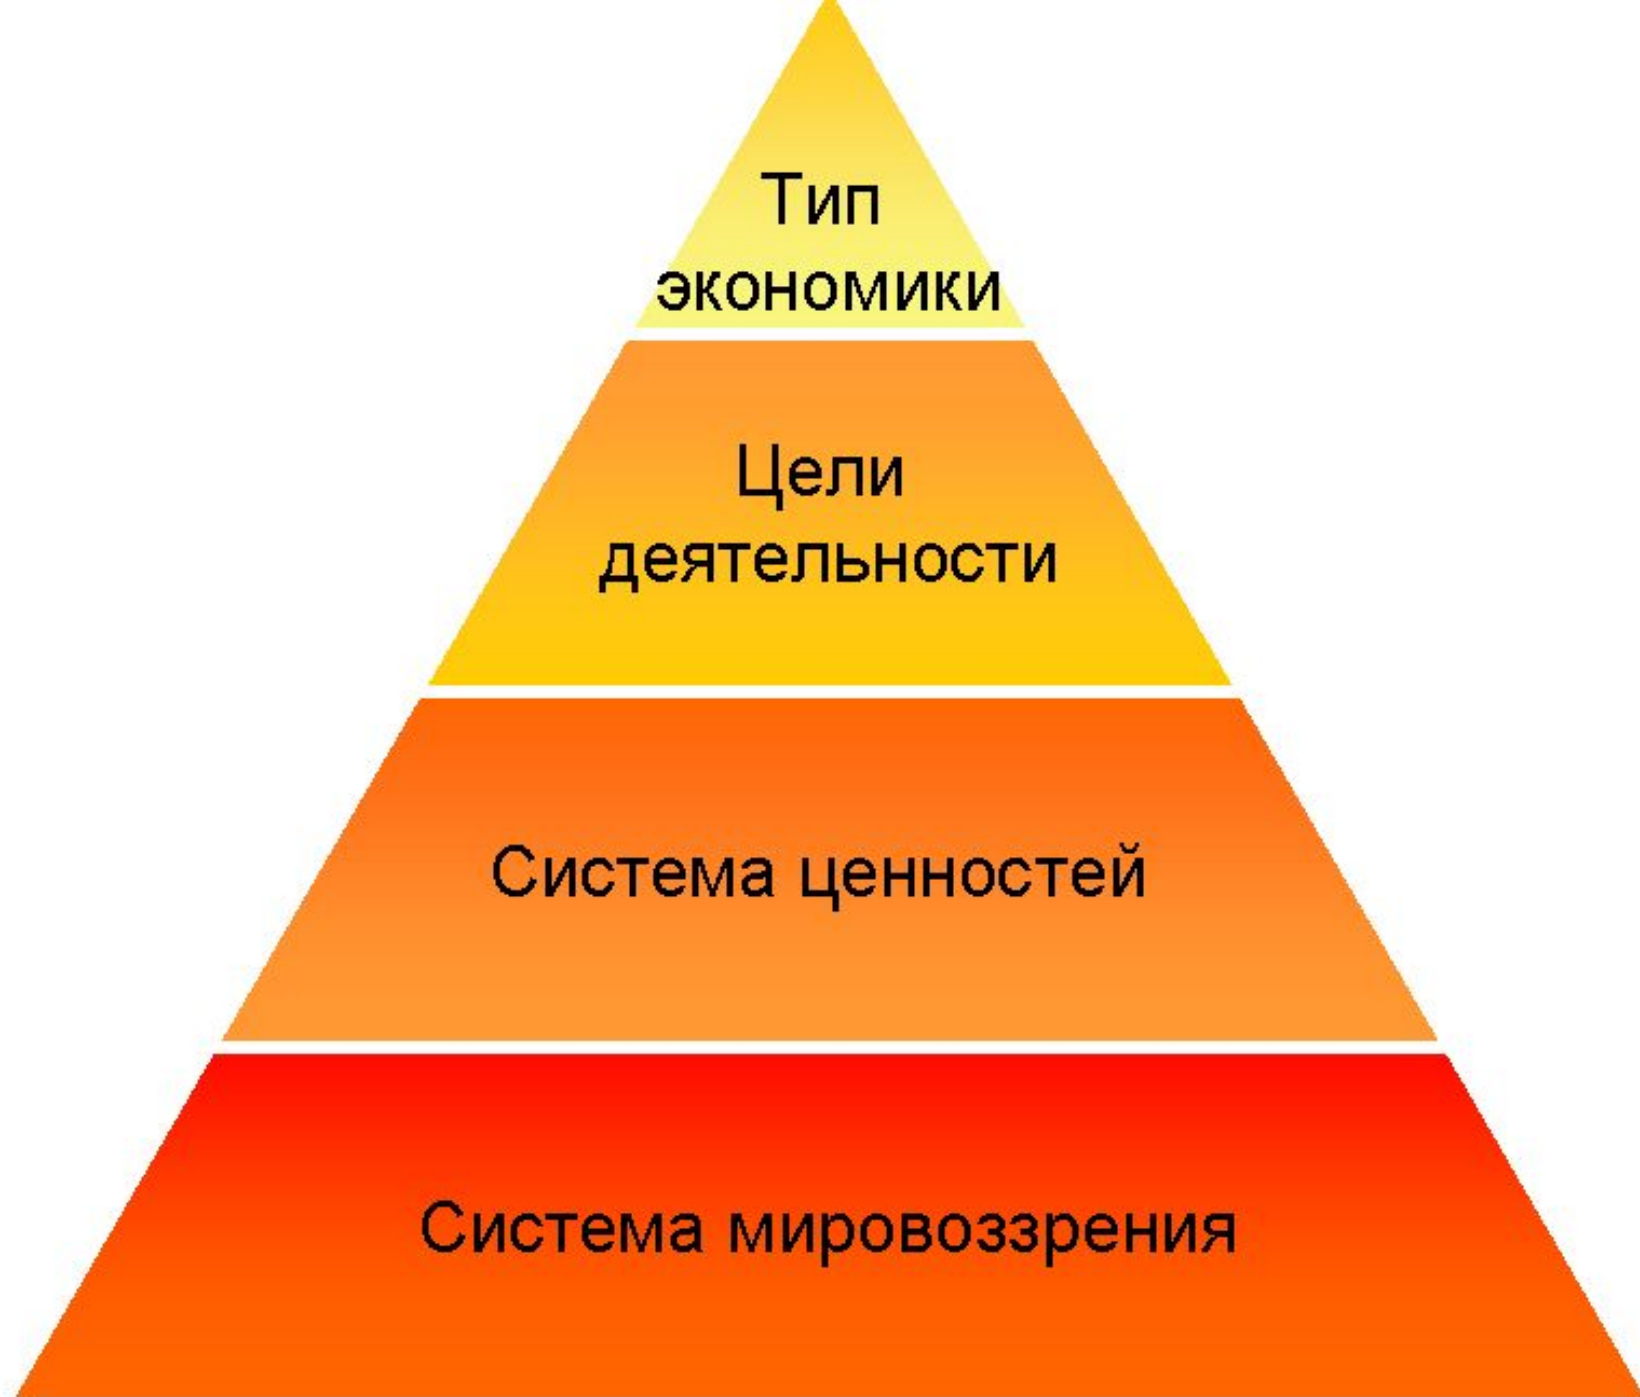 Тип
экономики
Цели
деятельности
Система ценностей
Система мировоззрения